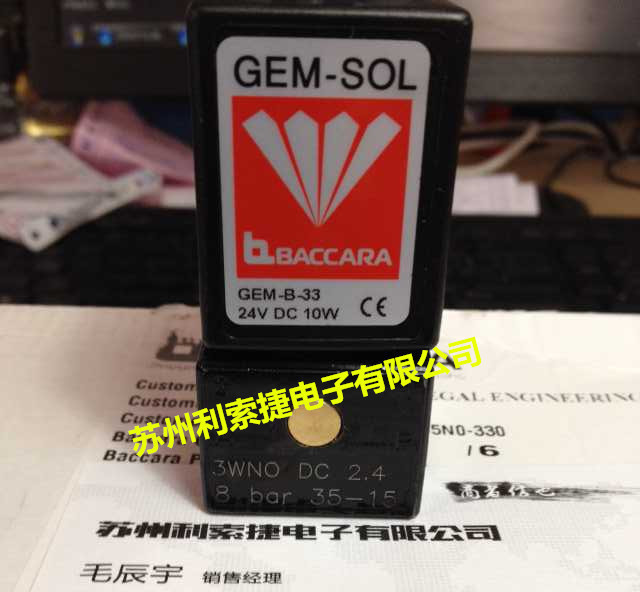 GEM-SOL
BACCARA
GEM-B-33
24V DC 10W CE
苏州利索捷电子有限公司
Custom
Custom
Custo
Ba
Baccara P
EGAL ENGINEERING
5N0-330
/6
3WNO DC 2.4
8 bar 35-15
苏州利索捷电子有限公司
毛辰宇 销售经理